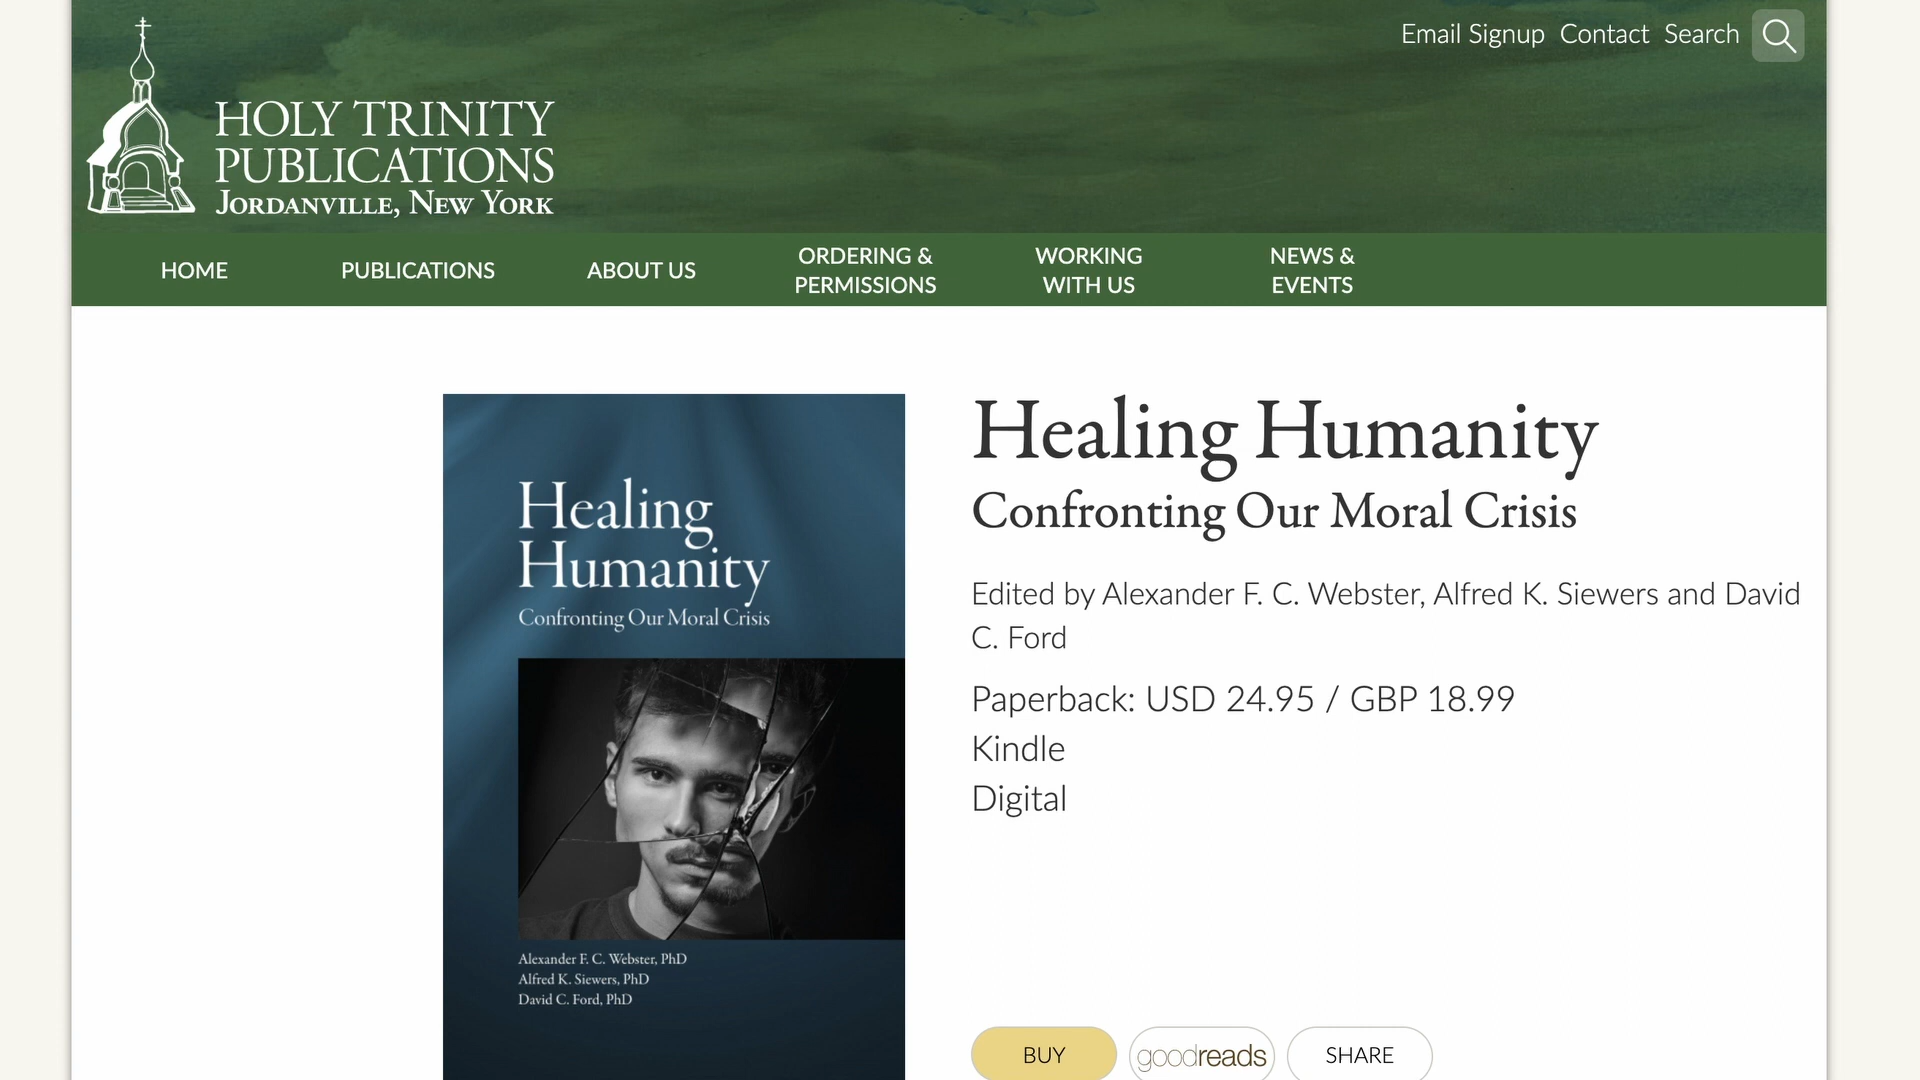 Email Signup Contact Search
HOLY TRINITY
PUBLICATIONS
JORDANVILLE, NEW YORK
HOME
PUBLICATIONS
ABOUT US
ORDERING &
PERMISSIONS
WORKING
WITH US
NEWS &
EVENTS
Healing
Humanity
Confronting Our Moral Crisis
Alexander F. C. Webster, PhD
Alfred K. Siewers, PhD
David C. Ford, PhD
Healing Humanity
Confronting Our Moral Crisis
Edited by Alexander F. C. Webster, Alfred K. Siewers and David
C. Ford
Paperback: USD 24.95 / GBP 18.99
Kindle
Digital
BUY
goodreads
SHARE